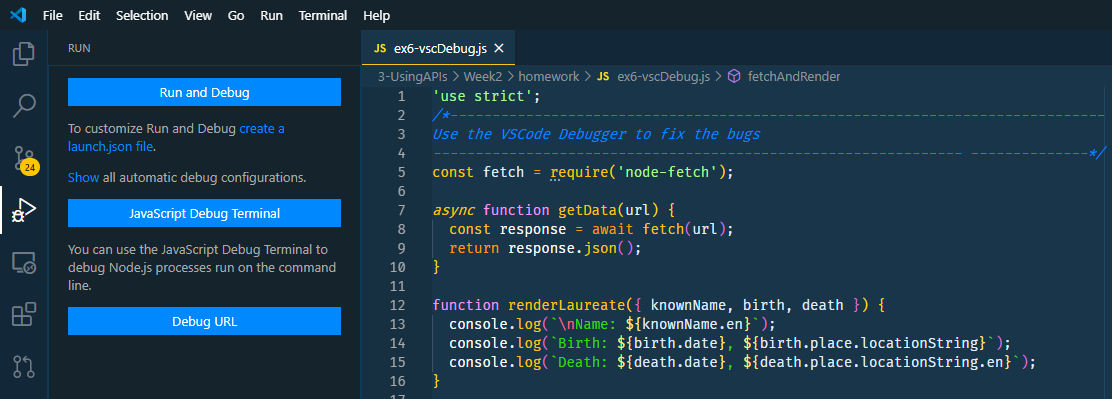 File Edit Selection View Go Run Terminal Help
RUN
Run and Debug
To customize Run and Debug create a
launch.json file.
Show all automatic debug configurations.
JavaScript Debug Terminal
You can use the JavaScript Debug Terminal to
debug Node.js processes run on the command
line.
Debug URL
24
JS ex6-vscDebug.js
3-UsingAPIs > Week2 > homework > JS ex6-vscDebug.js > fetchAndRender
1 'use strict';
2 /*------------------------------------------------------------------------------
3 Use the VSCode Debugger to fix the bugs
4 --------------------------------------------------------------- --------------*/
5 const fetch = require('node-fetch');
6
7 async function getData(url) {
8   const response = await fetch(url);
9   return response.json();
10 }
11
12 function renderLaureate({ knownName, birth, death }) {
13   console.log(`\nName: ${knownName.en}`);
14   console.log(`Birth: ${birth.date}, ${birth.place.locationString}`);
15   console.log(`Death: ${death.date}, ${death.place.locationString.en}`);
16 }
17